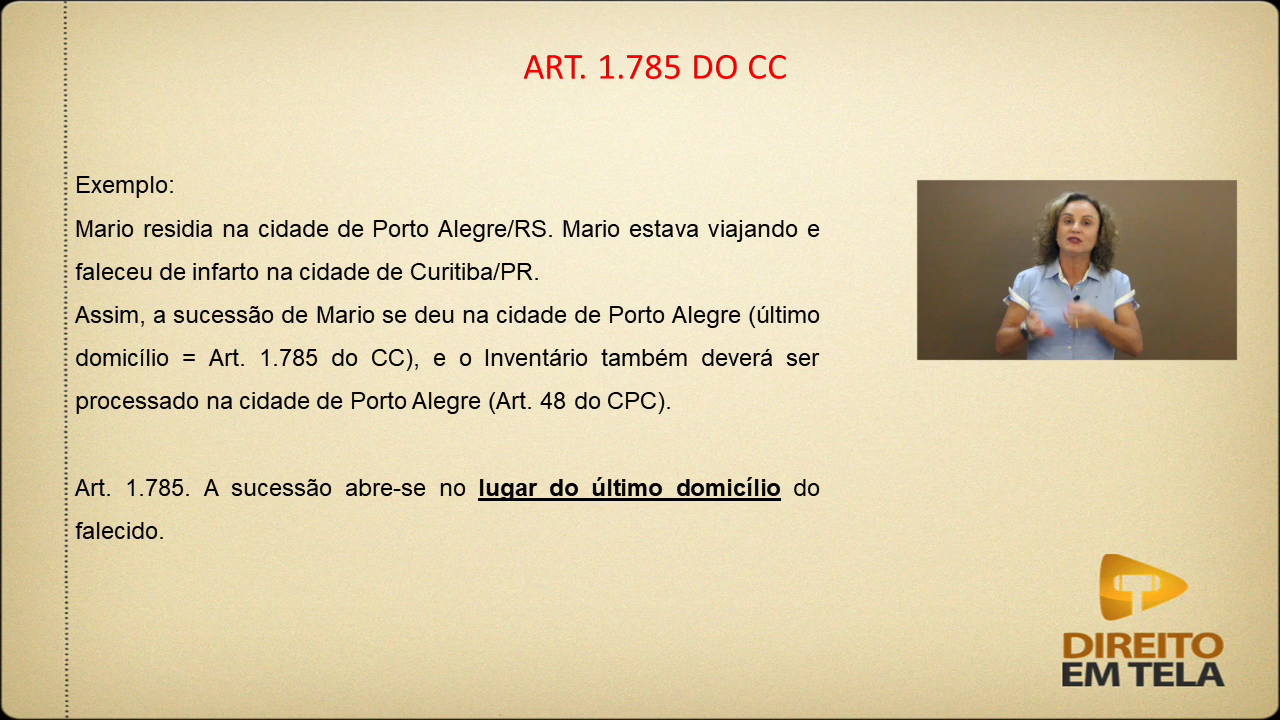 ART. 1.785 DO CC
Exemplo:
Mario residia na cidade de Porto Alegre/RS. Mario estava viajando e
faleceu de infarto na cidade de Curitiba/PR.
Assim, a sucessão de Mario se deu na cidade de Porto Alegre (último
domicílio = Art. 1.785 do CC), e o Inventário também deverá ser
processado na cidade de Porto Alegre (Art. 48 do CPC).
Art. 1.785. A sucessão abre-se no lugar do último domicílio do
falecido.
DIREITO
EM TELA